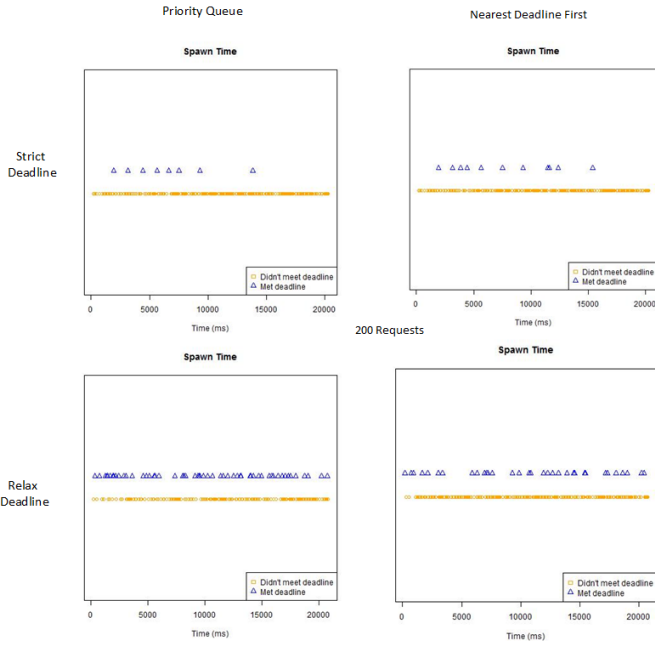 Priority Queue
Nearest Deadline First
Spawn Time
Spawn Time
Strict
Deadline
Didn't meet deadline
Met deadline
Didn't meet deadline
Met deadline
0 5000 10000 15000 20000
0 5000 10000 15000 20000
Time (ms)
Time (ms)
200 Requests
Spawn Time
Spawn Time
Relax
Deadline
Didn't meet deadline
Met deadline
Didn't meet deadline
Met deadline
0 5000 10000 15000 20000
0 5000 10000 15000 20000
Time (ms)
Time (ms)